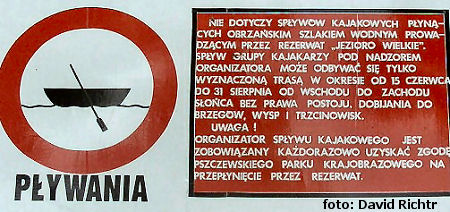 NIE DOTYCZY SPŁYWÓW KAJAKOWYCH PŁYNĄ-
CYCH OBRZAŃSKIM SZLAKIEM WODNYM PROWA-
DZĄCYM PRZEZ REZERWAT „JEZIORO WIELKIE".
SPŁYW GRUPY KAJAKARZY POD NADZOREM
ORGANIZATORA MOŻE ODBYWAĆ SIĘ TYLKO
WYZNACZONĄ TRASĄ W OKRESIE OD 15 CZERWCA
DO 31 SIERPNIA OD WSCHODU DO ZACHODU
SŁOŃCA BEZ PRAWA POSTOJU, DOBIJANIA DO
BRZEGÓW, WYSP I TRZCINOWISK.
UWAGA !
ORGANIZATOR SPŁYWU KAJAKOWEGO JEST
ZOBOWIĄZANY KAŻDORAZOWO UZYSKAĆ ZGODĘ
PSZCZEWSKIEGO PARKU KRAJOBRAZOWEGO NA
PRZEPŁYNIĘCIE PRZEZ REZERWAT.
PŁYWANIA
foto: David Richtr